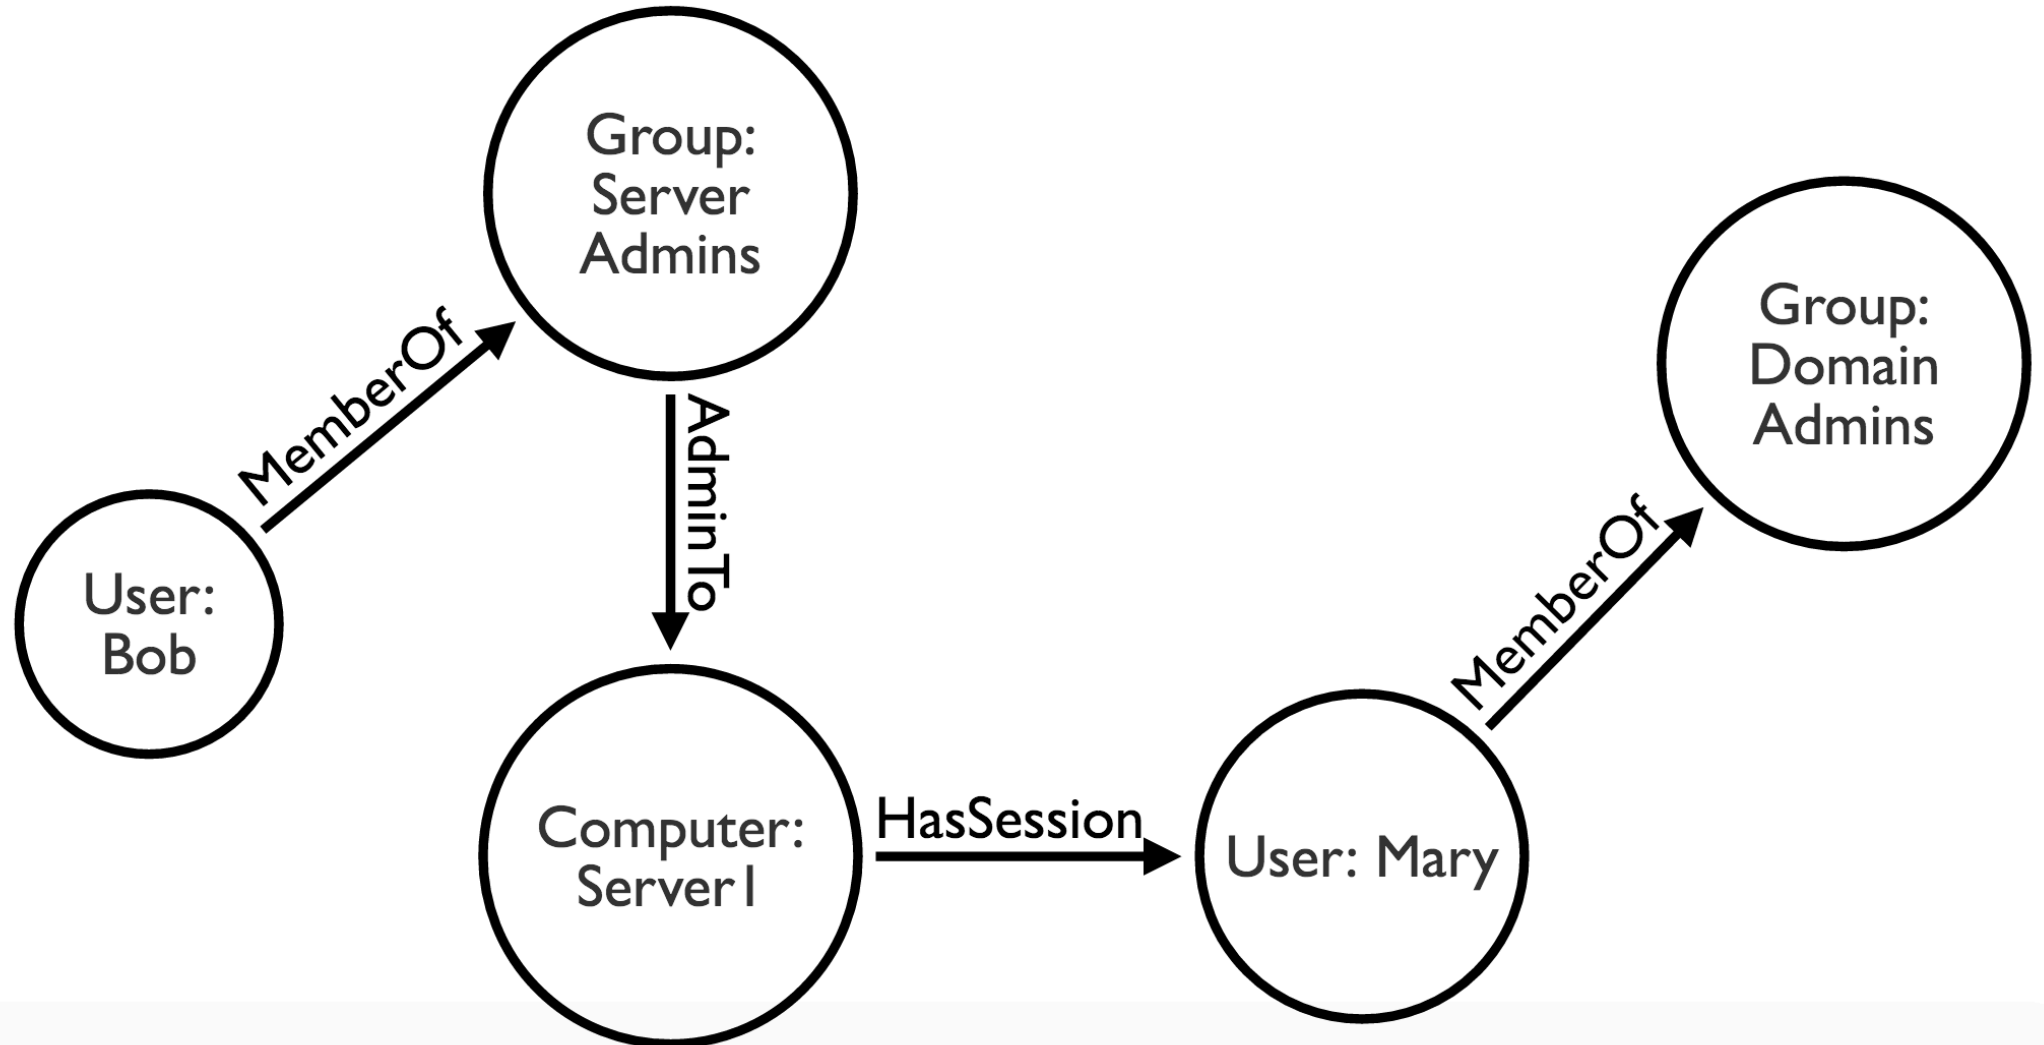 Group:
Server
Admins
MemberOf
User:
Bob
AdminTo
Computer:
Server1
HasSession
User: Mary
MemberOf
Group:
Domain
Admins